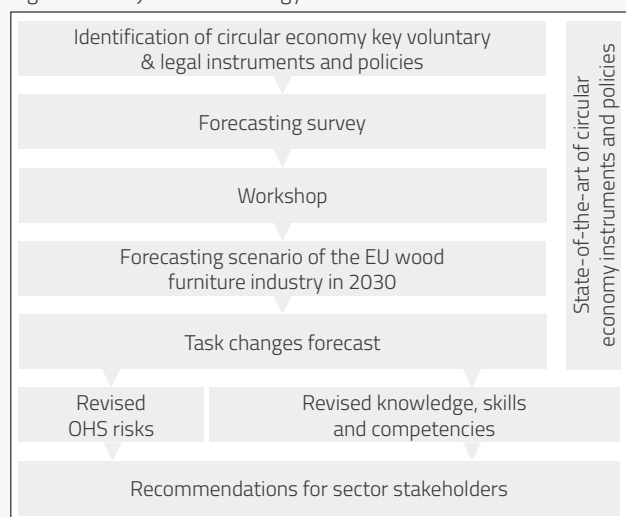 Identification of circular economy key voluntary
& legal instruments and policies
Forecasting survey
Workshop
Forecasting scenario of the EU wood
furniture industry in 2030
Task changes forecast
State-of-the-art of circular
economy instruments and policies
Revised
OHS risks
Revised knowledge, skills
and competencies
Recommendations for sector stakeholders